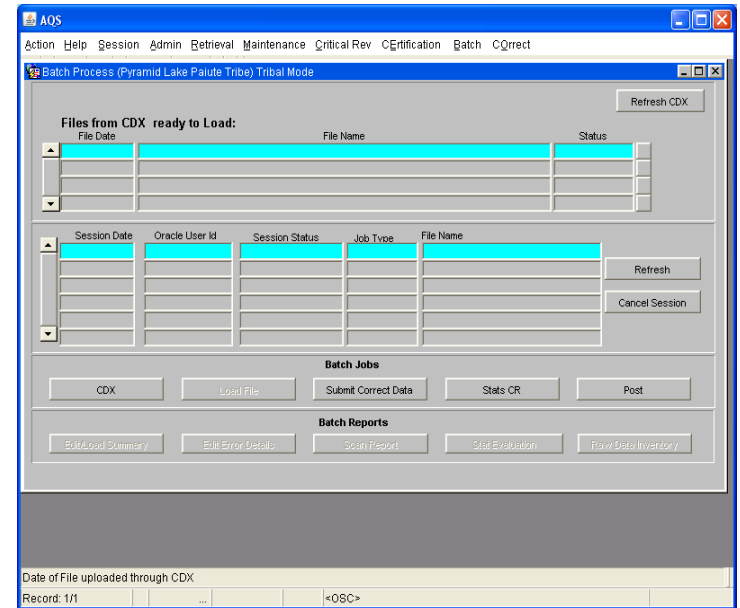 AQS
Action Help Session Admin Retrieval Maintenance Critical Rev CErtification Batch COrrect
Batch Process (Pyramid Lake Paiute Tribe) Tribal Mode
Refresh CDX
Files from CDX ready to Load:
File Date File Name Status
Session Date Oracle User Id Session Status Job Type File Name
Refresh
Cancel Session
Batch Jobs
CDX Load File Submit Correct Data Stats CR Post
Batch Reports
Edit/Load Summary Edit Error Details Scan Report Stat Evaluation Raw Data Inventory
Date of File uploaded through CDX
Record: 1/1 ... <OSC>